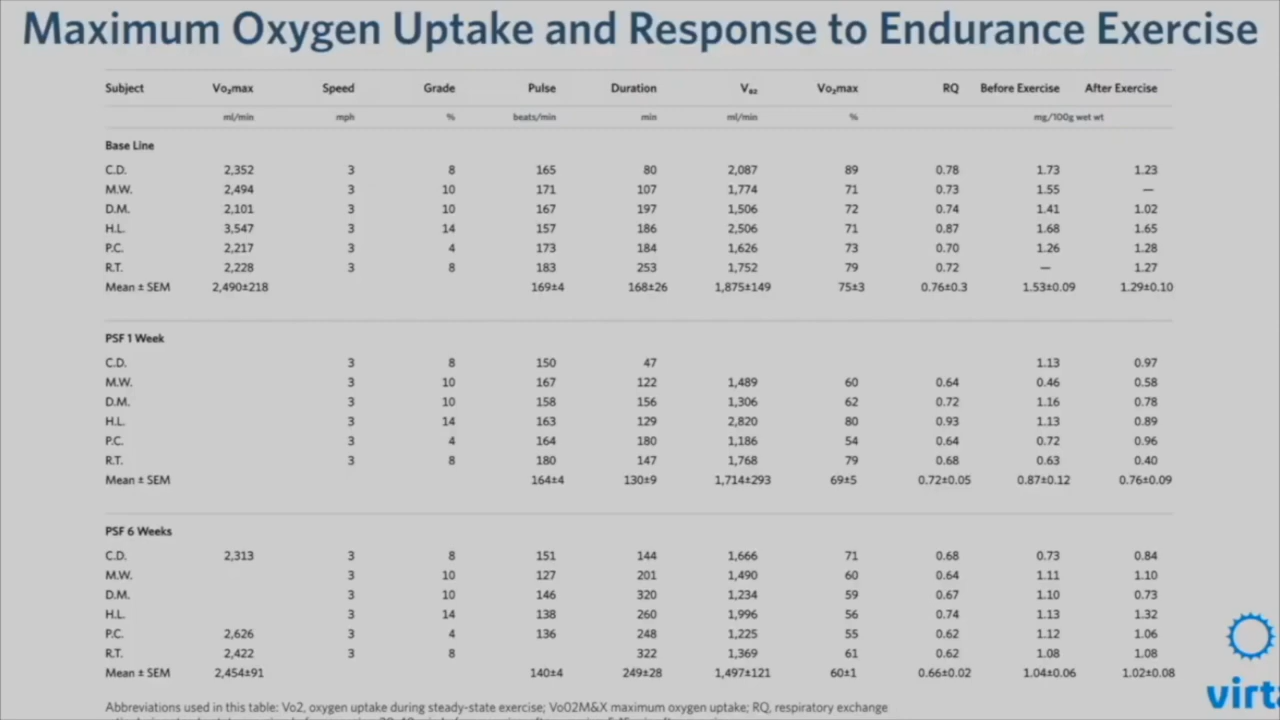 Maximum Oxygen Uptake and Response to Endurance Exercise
Subject Vo₂max Speed Grade Pulse Duration V₈₂ Vo₂max RQ Before Exercise After Exercise
ml/min mph % beats/min min ml/min % mg/100g wet wt
Base Line
C.D. 2,352 3 8 165 80 2,087 89 0.78 1.73 1.23
M.W. 2,494 3 10 171 107 1,774 71 0.73 1.55 —
D.M. 2,101 3 10 167 197 1,506 72 0.74 1.41 1.02
H.L. 3,547 3 14 157 186 2,506 71 0.87 1.68 1.65
P.C. 2,217 3 4 173 184 1,626 73 0.70 1.26 1.28
R.T. 2,228 3 8 183 253 1,752 79 0.72 — 1.27
Mean ± SEM 2,490±218 169±4 168±26 1,875±149 75±3 0.76±0.3 1.53±0.09 1.29±0.10
PSF 1 Week
C.D. 3 8 150 47 1.13 0.97
M.W. 3 10 167 122 1,489 60 0.64 0.46 0.58
D.M. 3 10 158 156 1,306 62 0.72 1.16 0.78
H.L. 3 14 163 129 2,820 80 0.93 1.13 0.89
P.C. 3 4 164 180 1,186 54 0.64 0.72 0.96
R.T. 3 8 180 147 1,768 79 0.68 0.63 0.40
Mean ± SEM 164±4 130±9 1,714±293 69±5 0.72±0.05 0.87±0.12 0.76±0.09
PSF 6 Weeks
C.D. 2,313 3 8 151 144 1,666 71 0.68 0.73 0.84
M.W. 3 10 127 201 1,490 60 0.64 1.11 1.10
D.M. 3 10 146 320 1,234 59 0.67 1.10 0.73
H.L. 3 14 138 260 1,996 56 0.74 1.13 1.32
P.C. 2,626 3 4 136 248 1,225 55 0.62 1.12 1.06
R.T. 2,422 3 8 322 1,369 61 0.62 1.08 1.08
Mean ± SEM 2,454±91 140±4 249±28 1,497±121 60±1 0.66±0.02 1.04±0.06 1.02±0.08
Abbreviations used in this table: Vo2, oxygen uptake during steady-state exercise; Vo02M&X maximum oxygen uptake; RQ, respiratory exchange
virt